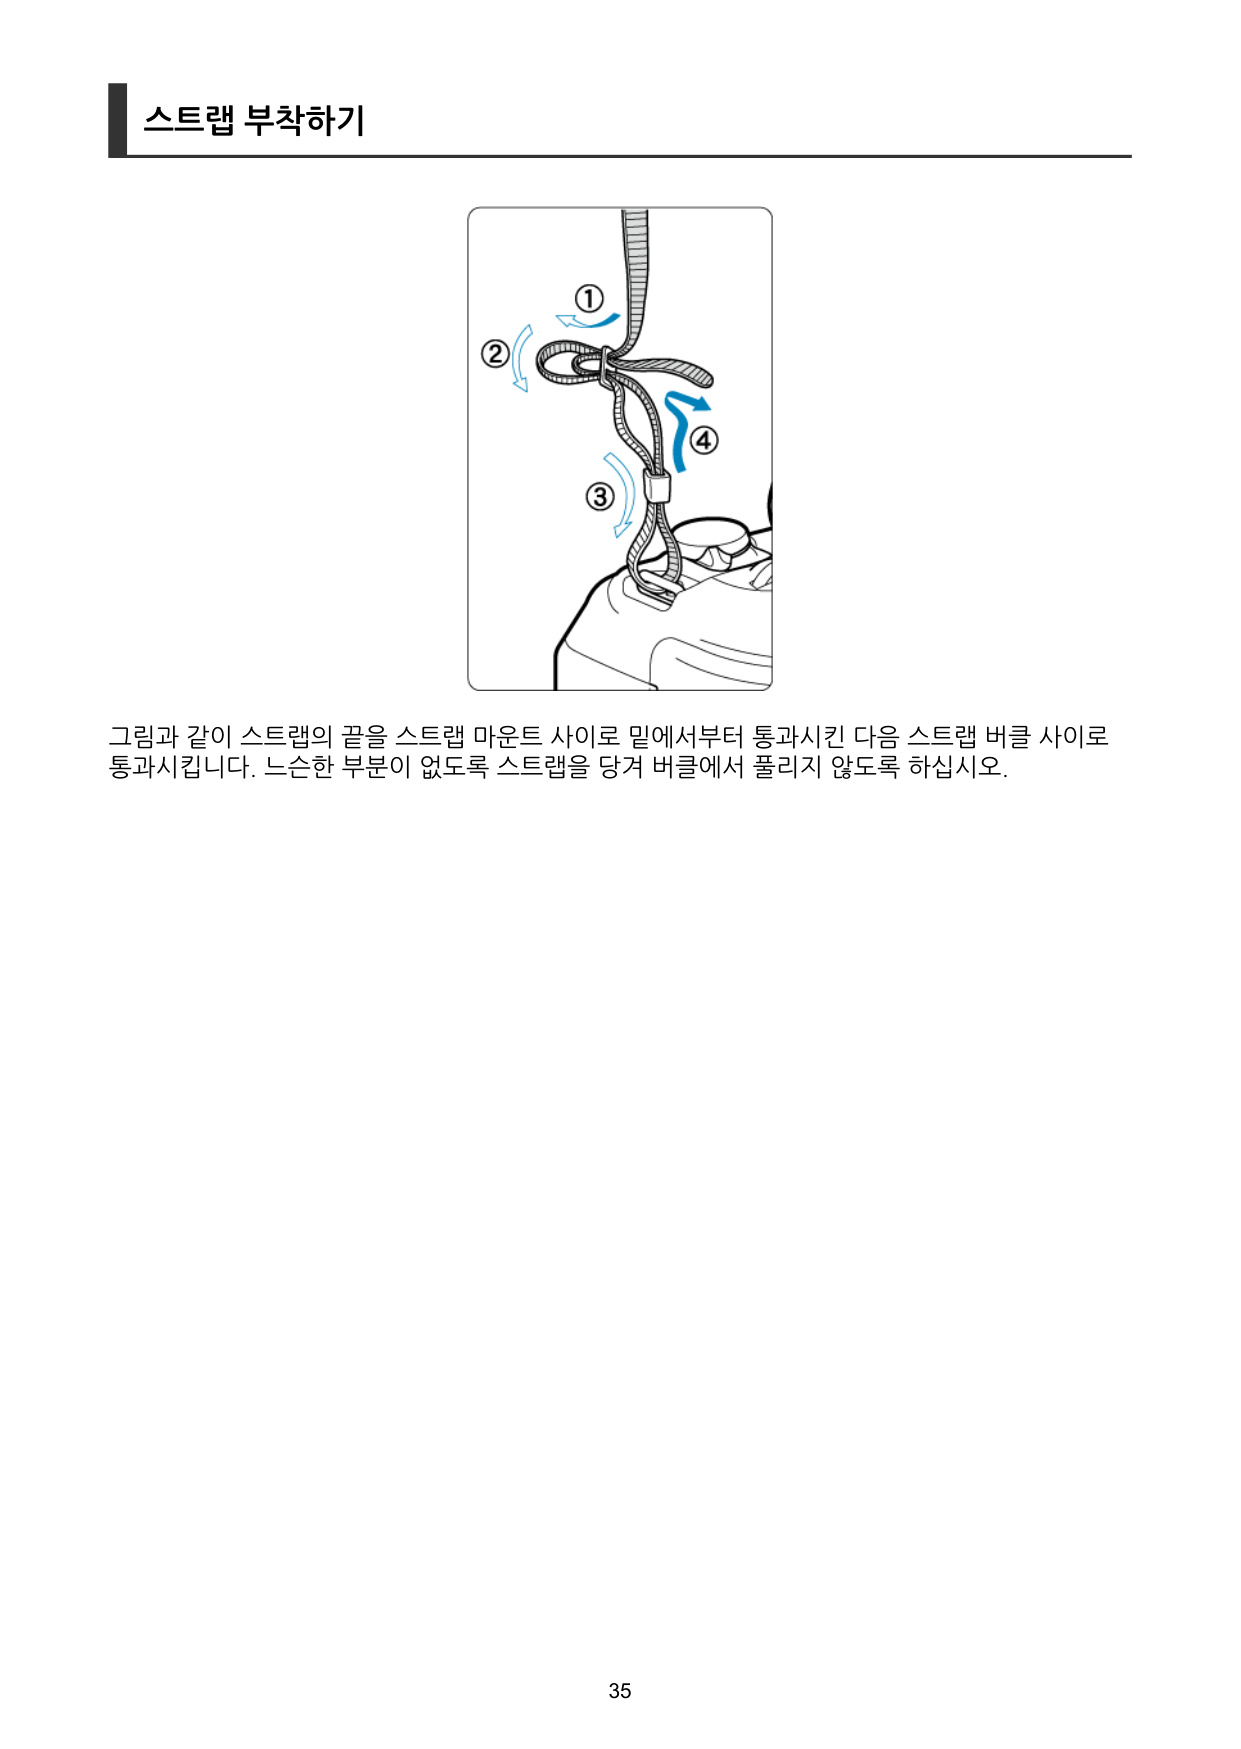 스트랩 부착하기
①
②
④
③
그림과 같이 스트랩의 끝을 스트랩 마운트 사이로 밑에서부터 통과시킨 다음 스트랩 버클 사이로
통과시킵니다. 느슨한 부분이 없도록 스트랩을 당겨 버클에서 풀리지 않도록 하십시오.
35